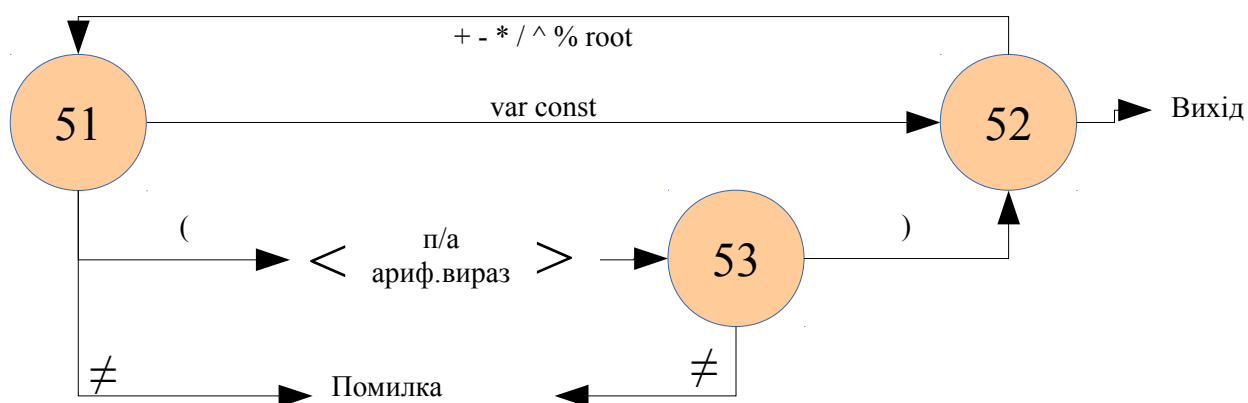 + - * / ^ % root
51
var const
52
Вихід
(
< п/а >
ариф.вираз
53
)
≠
Помилка
≠